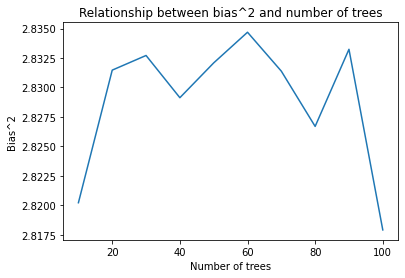 Relationship between bias^2 and number of trees
Bias^2
2.8350
2.8325
2.8300
2.8275
2.8250
2.8225
2.8200
2.8175
20 40 60 80 100
Number of trees